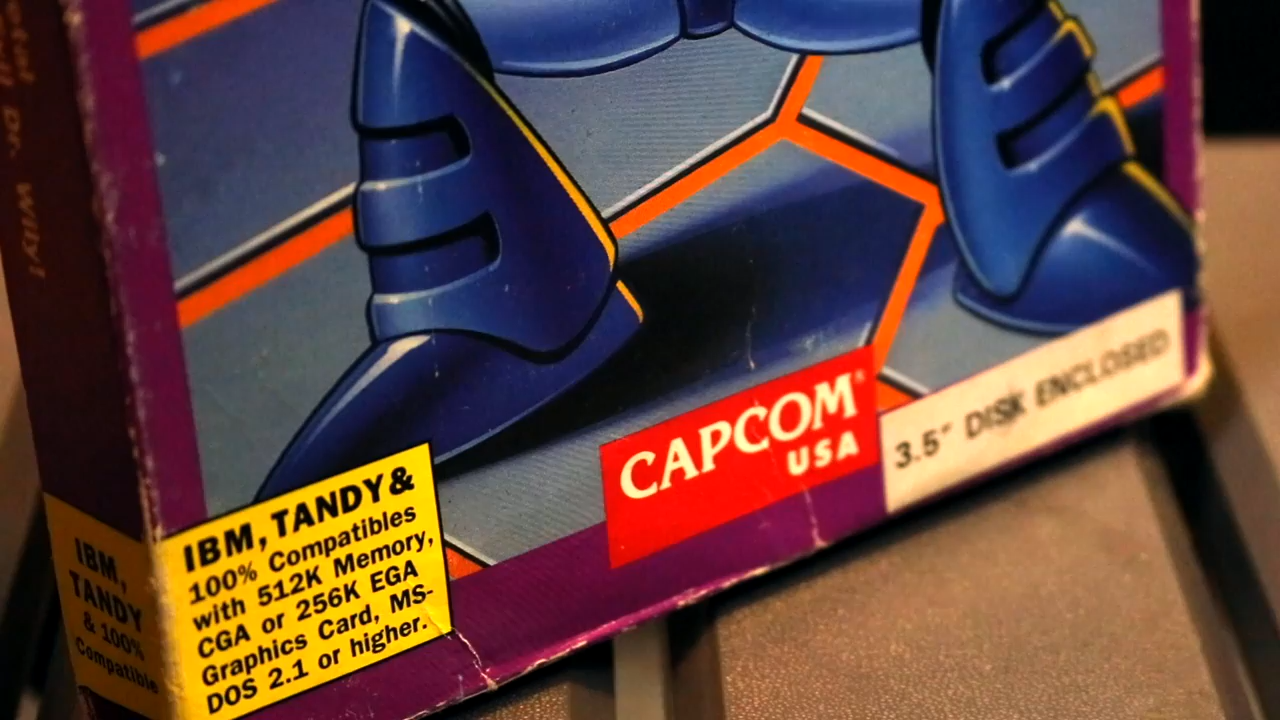 IBM, TANDY &
100% Compatibles
with 512K Memory,
CGA or 256K EGA
Graphics Card, MS-
DOS 2.1 or higher.
CAPCOM®
USA
3.5" DISK ENCLOSED
IBM,
TANDY
& 100%
Compatible